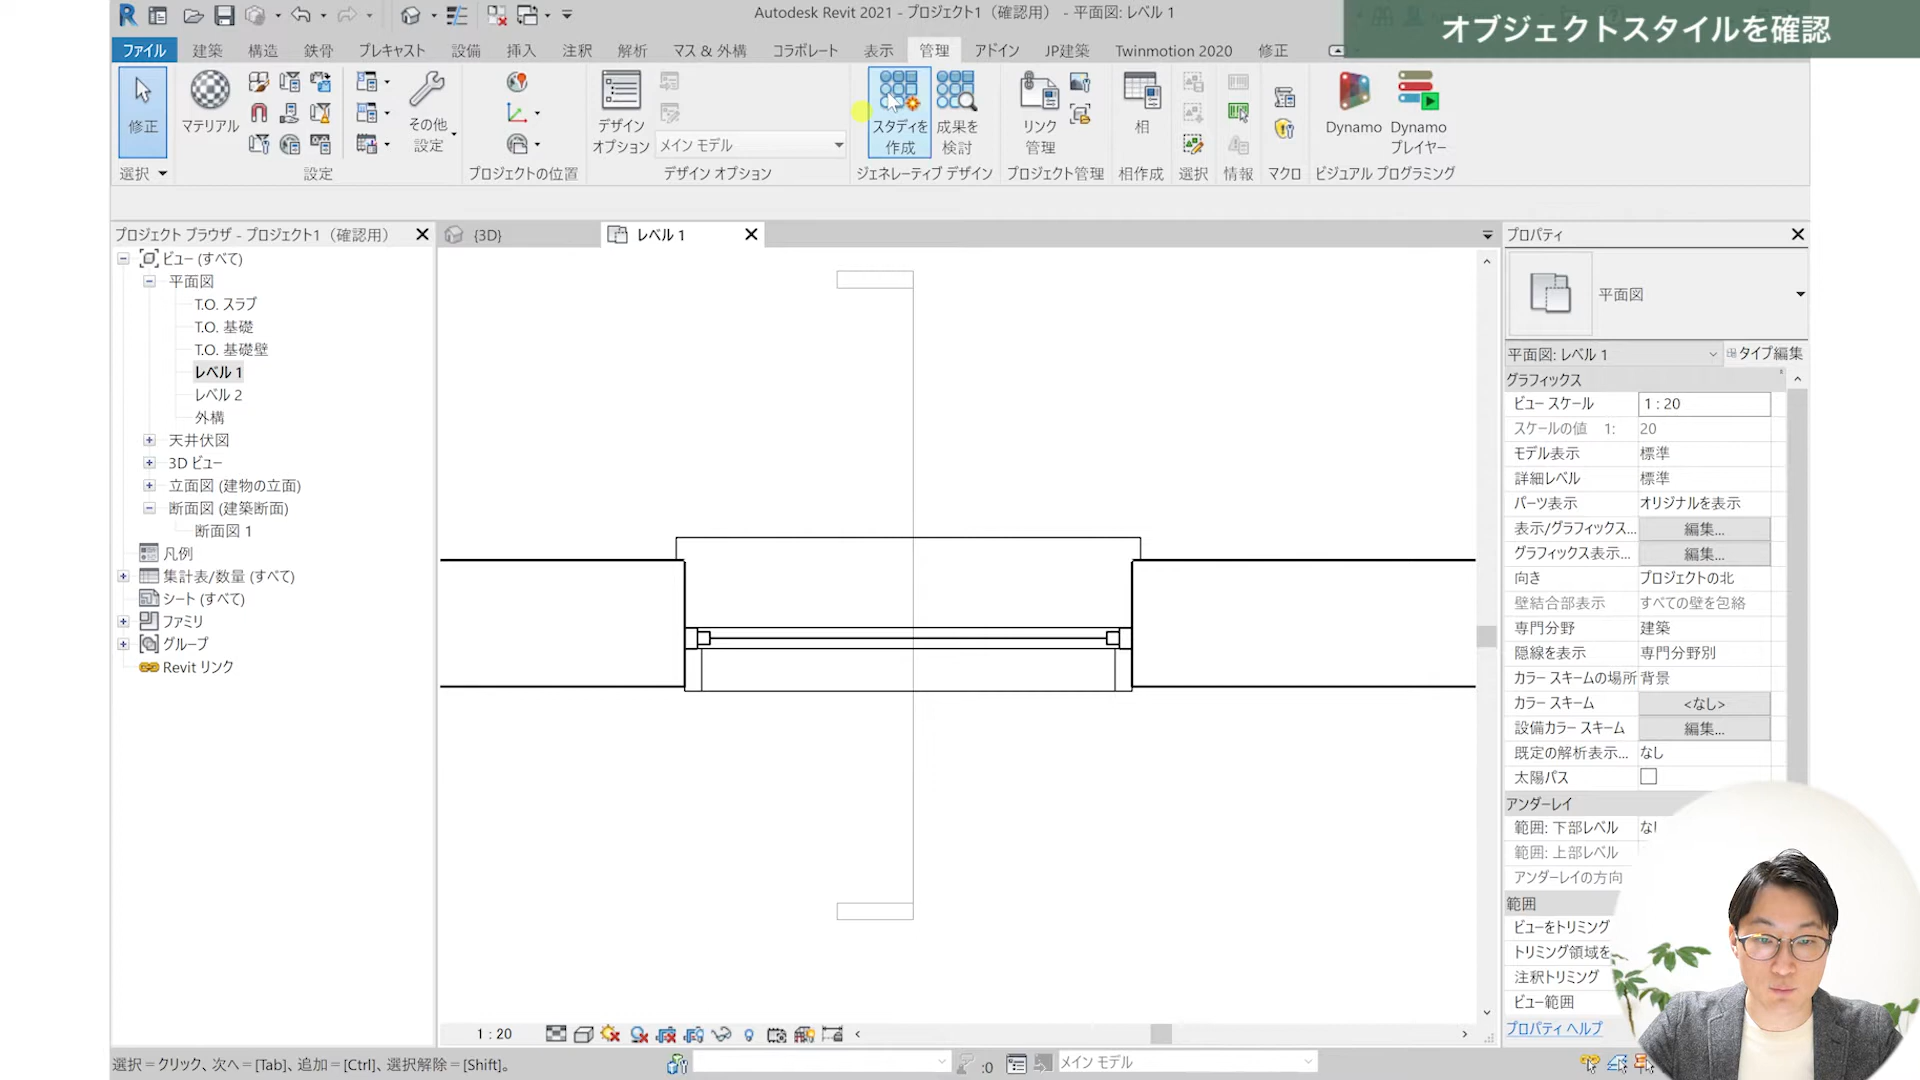 Autodesk Revit 2021 - プロジェクト1（確認用） - 平面図: レベル 1
オブジェクトスタイルを確認
ファイル 建築 構造 鉄骨 プレキャスト 設備 挿入 注釈 解析 マス & 外構 コラボレート 表示 管理 アドイン JP建築 Twinmotion 2020 修正
修正
マテリアル
その他
設定
デザイン
オプション
メイン モデル
スタディを
作成
成果を
検討
リンク
管理
相
Dynamo
Dynamo
プレイヤー
選択 設定 プロジェクトの位置 デザイン オプション ジェネレーティブ デザイン プロジェクト管理 相作成 選択 情報 マクロ ビジュアル プログラミング
プロジェクト ブラウザ - プロジェクト1（確認用）
ビュー (すべて)
平面図
T.O. スラブ
T.O. 基礎
T.O. 基礎壁
レベル 1
レベル 2
外構
天井伏図
3D ビュー
立面図 (建物の立面)
断面図 (建築断面)
断面図 1
凡例
集計表/数量 (すべて)
シート (すべて)
ファミリ
グループ
Revit リンク
{3D}
レベル 1
プロパティ
平面図
平面図: レベル 1 タイプ編集
グラフィックス
ビュー スケール 1 : 20
スケールの値 1: 20
モデル表示 標準
詳細レベル 標準
パーツ表示 オリジナルを表示
表示/グラフィックス... 編集...
グラフィックス表示... 編集...
向き プロジェクトの北
壁結合部表示 すべての壁を包絡
専門分野 建築
隠線を表示 専門分野別
カラー スキームの場所 背景
カラー スキーム <なし>
設備カラー スキーム 編集...
既定の解析表示... なし
太陽パス
アンダーレイ
範囲: 下部レベル
範囲: 上部レベル
アンダーレイの方向
範囲
ビューをトリミング
トリミング領域を
注釈トリミング
ビュー範囲
プロパティ ヘルプ
1 : 20
選択＝クリック、次へ＝[Tab]、追加＝[Ctrl]、選択解除＝[Shift]。
:0
メイン モデル